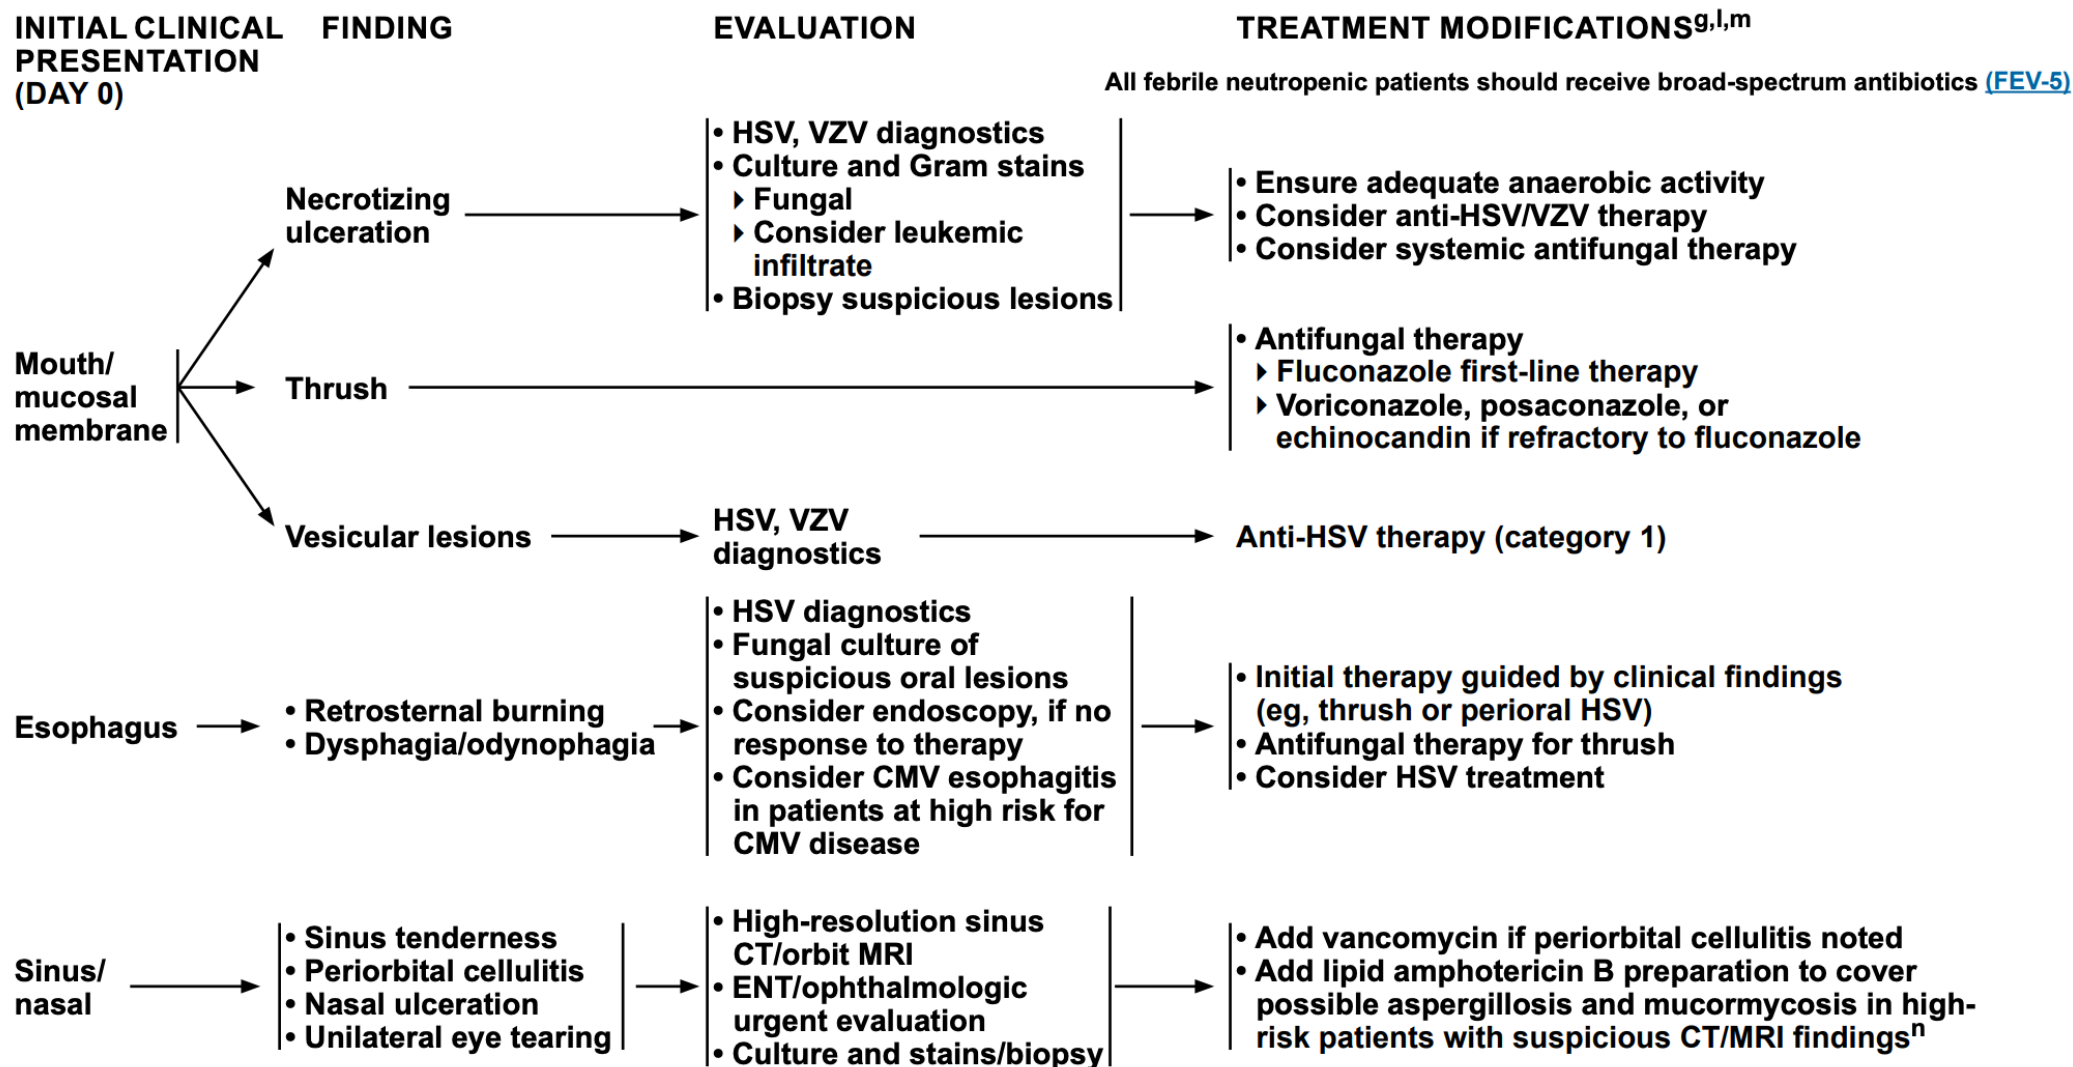 INITIAL CLINICAL PRESENTATION (DAY 0)
FINDING
EVALUATION
TREATMENT MODIFICATIONSg,l,m
All febrile neutropenic patients should receive broad-spectrum antibiotics (FEV-5)
Mouth/
mucosal
membrane
Necrotizing
ulceration
• HSV, VZV diagnostics
• Culture and Gram stains
▸ Fungal
▸ Consider leukemic
infiltrate
• Biopsy suspicious lesions
• Ensure adequate anaerobic activity
• Consider anti-HSV/VZV therapy
• Consider systemic antifungal therapy
Thrush
• Antifungal therapy
▸ Fluconazole first-line therapy
▸ Voriconazole, posaconazole, or
echinocandin if refractory to fluconazole
Vesicular lesions
HSV, VZV
diagnostics
Anti-HSV therapy (category 1)
Esophagus
• Retrosternal burning
• Dysphagia/odynophagia
• HSV diagnostics
• Fungal culture of
suspicious oral lesions
• Consider endoscopy, if no
response to therapy
• Consider CMV esophagitis
in patients at high risk for
CMV disease
• Initial therapy guided by clinical findings
(eg, thrush or perioral HSV)
• Antifungal therapy for thrush
• Consider HSV treatment
Sinus/
nasal
• Sinus tenderness
• Periorbital cellulitis
• Nasal ulceration
• Unilateral eye tearing
• High-resolution sinus
CT/orbit MRI
• ENT/ophthalmologic
urgent evaluation
• Culture and stains/biopsy
• Add vancomycin if periorbital cellulitis noted
• Add lipid amphotericin B preparation to cover
possible aspergillosis and mucormycosis in high-
risk patients with suspicious CT/MRI findingsn